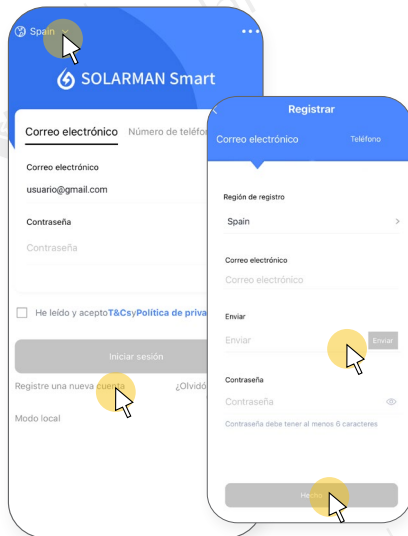 Spain
SOLARMAN Smart
Correo electrónico Número de teléfo
Correo electrónico
usuario@gmail.com
Contraseña
Contraseña
He leído y aceptoT&CsyPolítica de priva
Iniciar sesión
Registre una nueva cuenta ¿Olvidó
Modo local
Registrar
Correo electrónico Teléfono
Región de registro
Spain
Correo electrónico
Correo electrónico
Enviar
Enviar Enviar
Contraseña
Contraseña
Contraseña debe tener al menos 6 caracteres